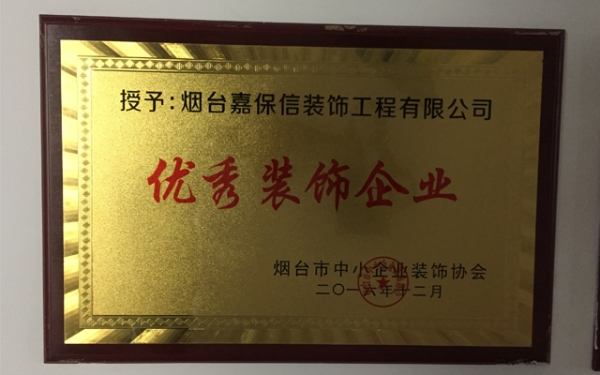 授予:烟台嘉保信装饰工程有限公司
优秀装饰企业
烟台市中小企业装饰协会
二〇一六年十二月